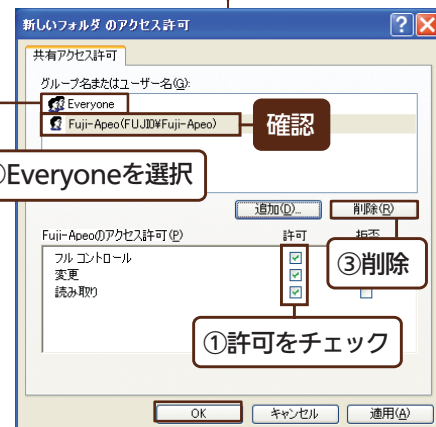 新しいフォルダ のアクセス許可
共有アクセス許可
グループ名またはユーザー名(G):
Everyone
Fuji-Apeo(FUJIO¥Fuji-Apeo)
確認
Everyoneを選択
追加(D)...
削除(R)
Fuji-Apeoのアクセス許可(P)
許可
拒否
③削除
フル コントロール
変更
読み取り
①許可をチェック
OK
キャンセル
適用(A)